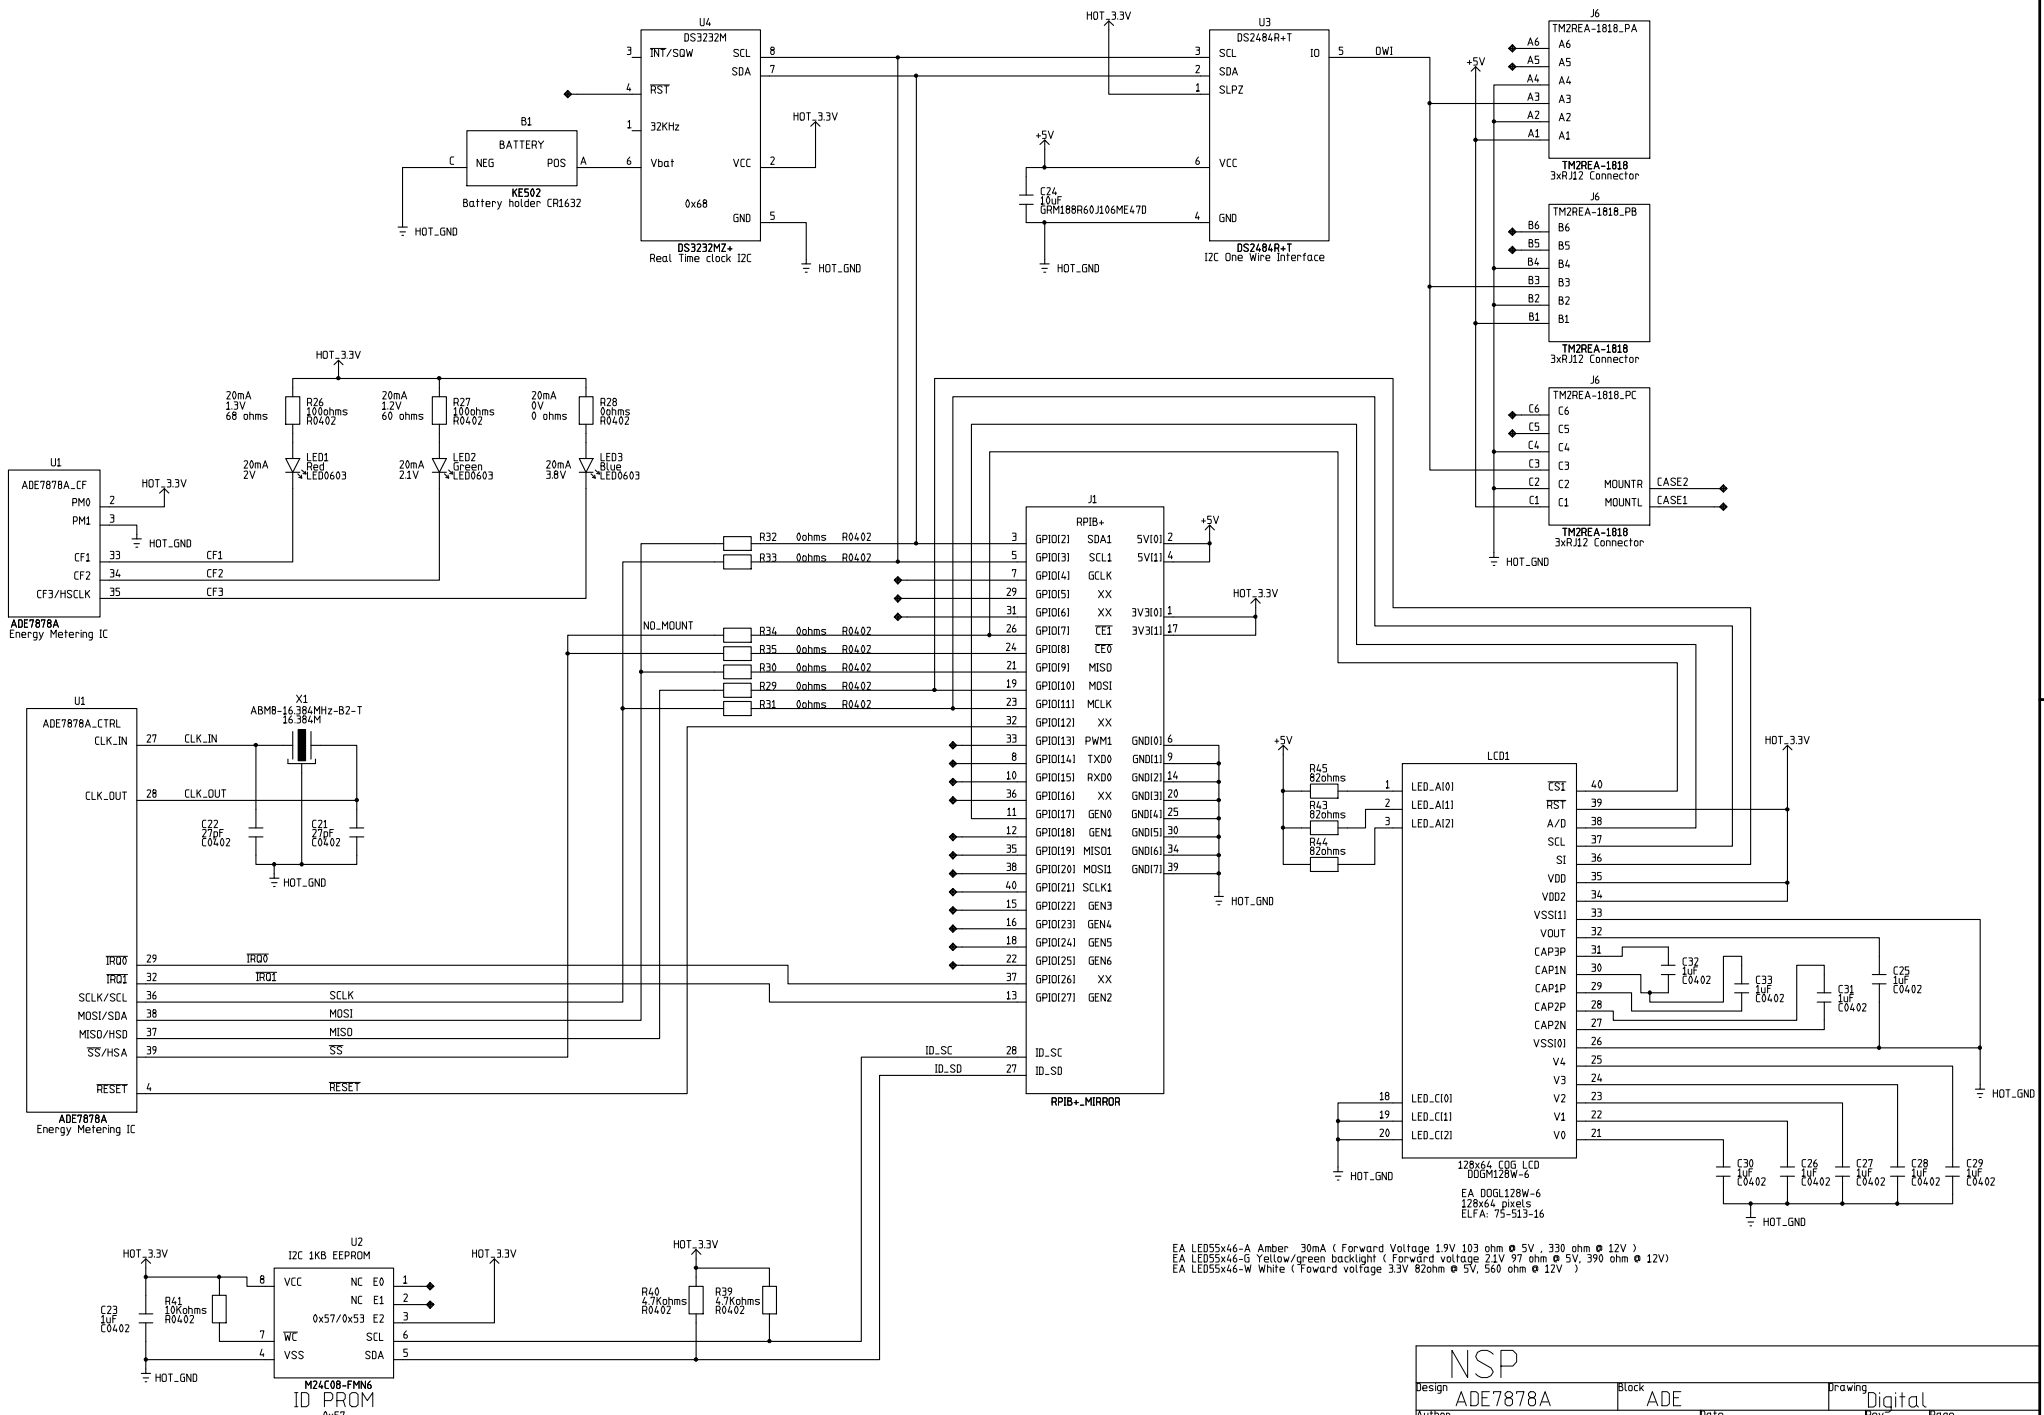 U4
DS3232M
3 INT/SQW SCL 8
SDA 7
4 RST
1 32KHz
6 Vbat VCC 2
0x68
GND 5
DS3232MZ+
Real Time clock I2C
HOT_3.3V
HOT_GND
B1
BATTERY
C NEG POS A
KE502
Battery holder CR1632
HOT_GND
HOT_3.3V
U3
DS2484R+T
3 SCL IO 5 OWI
2 SDA
1 SLPZ
6 VCC
4 GND
DS2484R+T
I2C One Wire Interface
+5V
C24
10uF
GRM188R60J106ME47D
HOT_GND
+5V
J6
TM2REA-1818_PA
A6 A6
A5 A5
A4 A4
A3 A3
A2 A2
A1 A1
TM2REA-1818
3xRJ12 Connector
J6
TM2REA-1818_PB
B6 B6
B5 B5
B4 B4
B3 B3
B2 B2
B1 B1
TM2REA-1818
3xRJ12 Connector
J6
TM2REA-1818_PC
C6 C6
C5 C5
C4 C4
C3 C3
C2 C2 MOUNTR CASE2
C1 C1 MOUNTL CASE1
TM2REA-1818
3xRJ12 Connector
HOT_GND
HOT_3.3V
20mA
1.3V
68 ohms
R26
100ohms
R0402
20mA
1.2V
60 ohms
R27
100ohms
R0402
20mA
0V
0 ohms
R28
0ohms
R0402
20mA
2V
LED1
Red
LED0603
20mA
2.1V
LED2
Green
LED0603
20mA
3.8V
LED3
Blue
LED0603
U1
ADE7878A_CF
PM0 2 HOT_3.3V
PM1 3
HOT_GND
CF1 33 CF1
CF2 34 CF2
CF3/HSCLK 35 CF3
ADE7878A
Energy Metering IC
R32 0ohms R0402
R33 0ohms R0402
NO_MOUNT
R34 0ohms R0402
R35 0ohms R0402
R30 0ohms R0402
R29 0ohms R0402
R31 0ohms R0402
J1
RPIB+
3 GPIO[2] SDA1 5V[0] 2
5 GPIO[3] SCL1 5V[1] 4
7 GPIO[4] GCLK
29 GPIO[5] XX
31 GPIO[6] XX 3V3[0] 1
26 GPIO[7] CE1 3V3[1] 17
24 GPIO[8] CE0
21 GPIO[9] MISO
19 GPIO[10] MOSI
23 GPIO[11] MCLK
32 GPIO[12] XX
33 GPIO[13] PWM1 GND[0] 6
8 GPIO[14] TXD0 GND[1] 9
10 GPIO[15] RXD0 GND[2] 14
36 GPIO[16] XX GND[3] 20
11 GPIO[17] GEN0 GND[4] 25
12 GPIO[18] GEN1 GND[5] 30
35 GPIO[19] MISO1 GND[6] 34
38 GPIO[20] MOSI1 GND[7] 39
40 GPIO[21] SCLK1
15 GPIO[22] GEN3
16 GPIO[23] GEN4
18 GPIO[24] GEN5
22 GPIO[25] GEN6
37 GPIO[26] XX
13 GPIO[27] GEN2
ID_SC 28 ID_SC
ID_SD 27 ID_SD
RPIB+_MIRROR
+5V
HOT_3.3V
HOT_GND
U1
ADE7878A_CTRL
CLK_IN 27 CLK_IN
CLK_OUT 28 CLK_OUT
X1
ABM8-16.384MHz-B2-T
16.384M
C22
27pF
C0402
C21
27pF
C0402
HOT_GND
IRQ0 29 IRQ0
IRQ1 32 IRQ1
SCLK/SCL 36 SCLK
MOSI/SDA 38 MOSI
MISO/HSD 37 MISO
SS/HSA 39 SS
RESET 4 RESET
ADE7878A
Energy Metering IC
+5V
R45
82ohms
R43
82ohms
R44
82ohms
HOT_3.3V
LCD1
1 LED_A[0] CS1 40
2 LED_A[1] RST 39
3 LED_A[2] A/D 38
SCL 37
SI 36
VDD 35
VDD2 34
VSS[1] 33
VOUT 32
CAP3P 31
CAP1N 30
CAP1P 29
CAP2P 28
CAP2N 27
VSS[0] 26
V4 25
V3 24
18 LED_C[0] V2 23
19 LED_C[1] V1 22
20 LED_C[2] V0 21
128x64 COG LCD
DOGM128W-6
EA DOGL128W-6
128x64 pixels
ELFA: 75-513-16
HOT_GND
C32
1uF
C0402
C33
1uF
C0402
C31
1uF
C0402
C25
1uF
C0402
HOT_GND
C30
1uF
C0402
C26
1uF
C0402
C27
1uF
C0402
C28
1uF
C0402
C29
1uF
C0402
HOT_GND
EA LED55x46-A Amber 30mA ( Forward Voltage 1.9V 103 ohm @ 5V , 330 ohm @ 12V )
EA LED55x46-G Yellow/green backlight ( Forward voltage 2.1V 97 ohm @ 5V, 390 ohm @ 12V)
EA LED55x46-W White ( Foward voltage 3.3V 82ohm @ 5V, 560 ohm @ 12V )
HOT_3.3V
U2
I2C 1KB EEPROM
8 VCC NC E0 1
NC E1 2
0x57/0x53 E2 3
7 WC SCL 6
4 VSS SDA 5
M24C08-FMN6
ID PROM
HOT_3.3V
C23
1uF
C0402
R41
10Kohms
R0402
HOT_GND
HOT_3.3V
R40
4.7Kohms
R0402
R39
4.7Kohms
R0402
NSP
Design ADE7878A
Block ADE
Drawing Digital